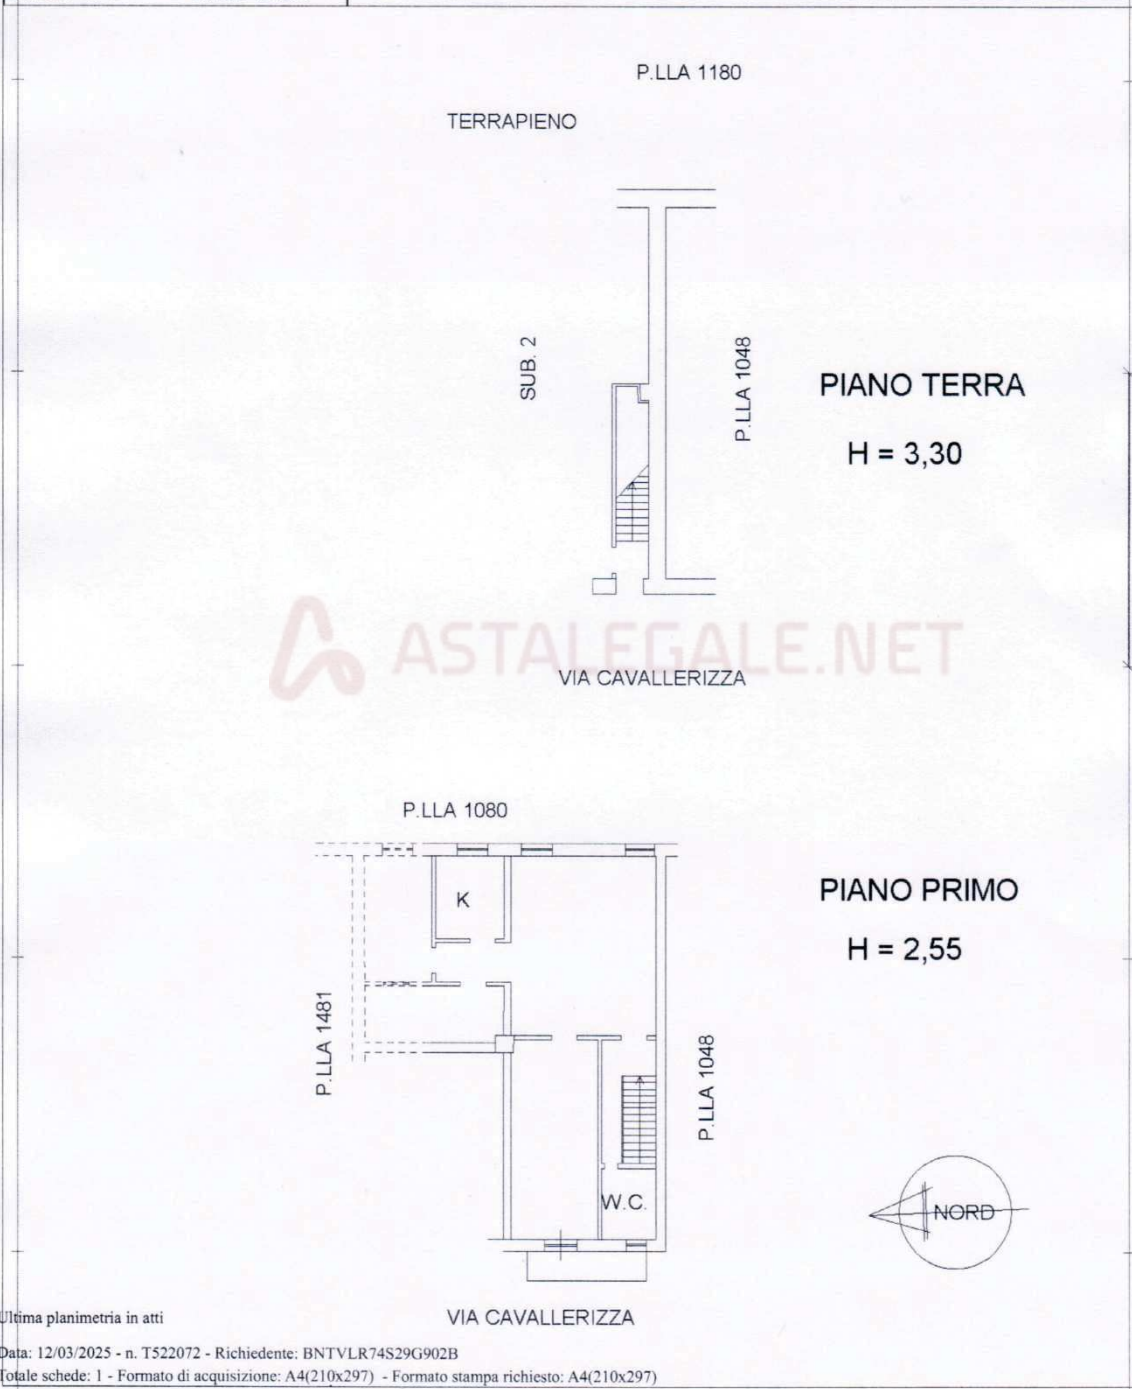 P.LLA 1180
TERRAPIENO
SUB. 2
P.LLA 1048
PIANO TERRA
H = 3,30
ASTALEGALE.NET
VIA CAVALLERIZZA
P.LLA 1080
K
PIANO PRIMO
H = 2,55
P.LLA 1481
P.LLA 1048
W.C.
NORD
VIA CAVALLERIZZA
Ultima planimetria in atti
Data: 12/03/2025 - n. T522072 - Richiedente: BNTVLR74S29G902B
Totale schede: 1 - Formato di acquisizione: A4(210x297) - Formato stampa richiesto: A4(210x297)